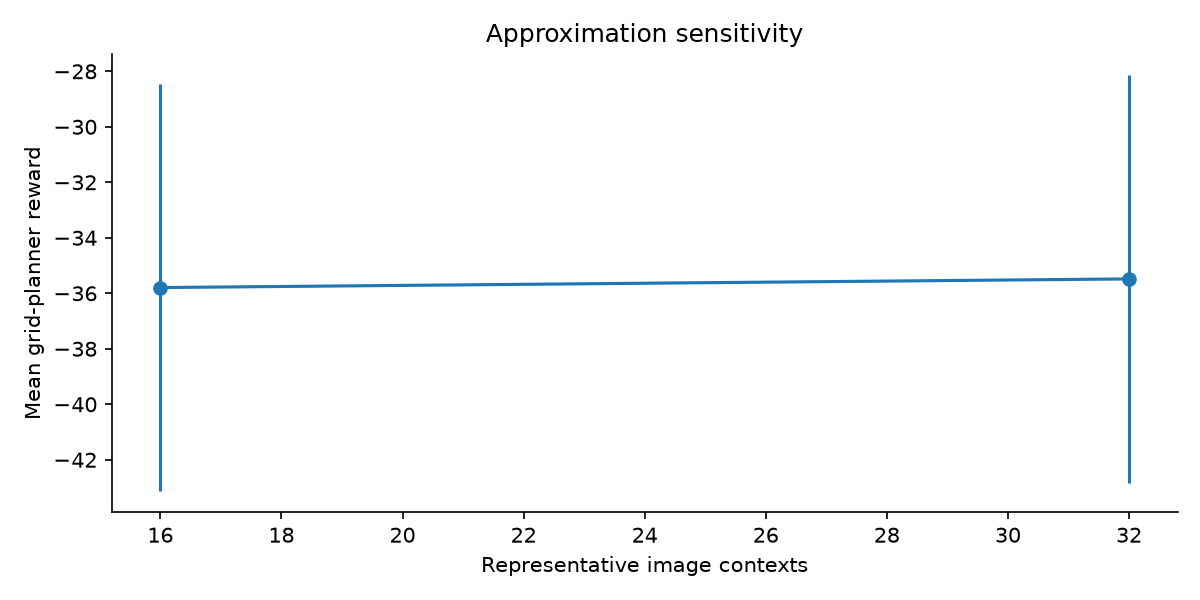 Approximation sensitivity
Mean grid-planner reward
−28
−30
−32
−34
−36
−38
−40
−42
16 18 20 22 24 26 28 30 32
Representative image contexts